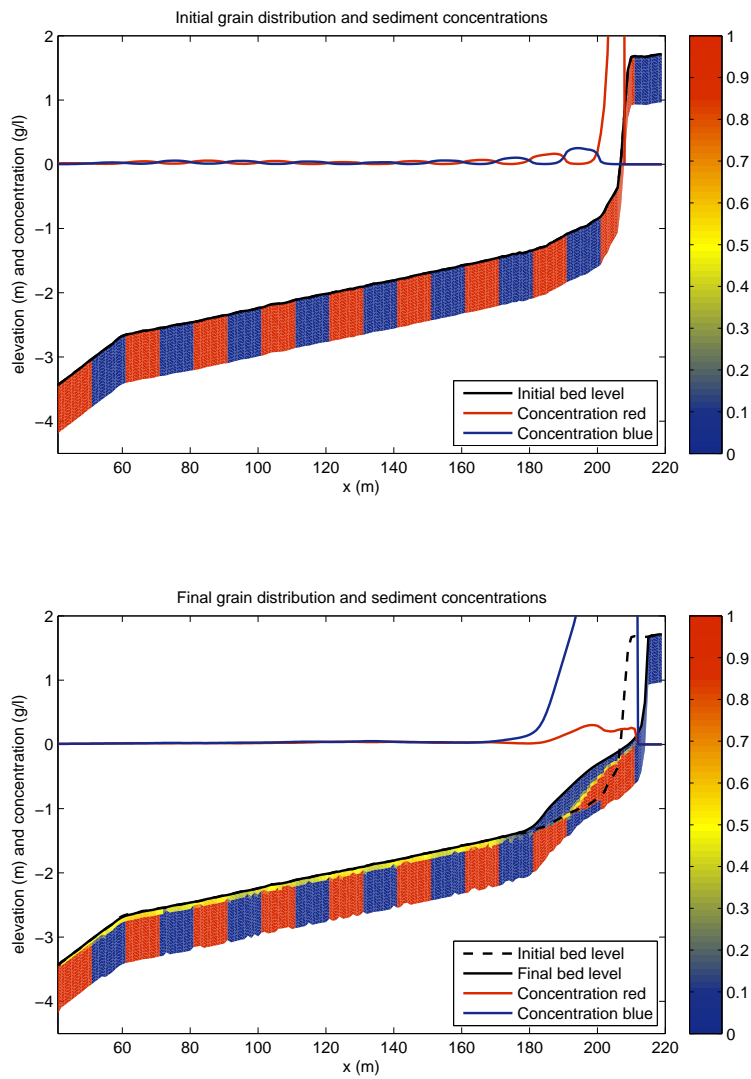 Initial grain distribution and sediment concentrations
elevation (m) and concentration (g/l)
2
1
0
−1
−2
−3
−4
60 80 100 120 140 160 180 200 220
x (m)
Initial bed level
Concentration red
Concentration blue
1
0.9
0.8
0.7
0.6
0.5
0.4
0.3
0.2
0.1
0
Final grain distribution and sediment concentrations
elevation (m) and concentration (g/l)
2
1
0
−1
−2
−3
−4
60 80 100 120 140 160 180 200 220
x (m)
Initial bed level
Final bed level
Concentration red
Concentration blue
1
0.9
0.8
0.7
0.6
0.5
0.4
0.3
0.2
0.1
0